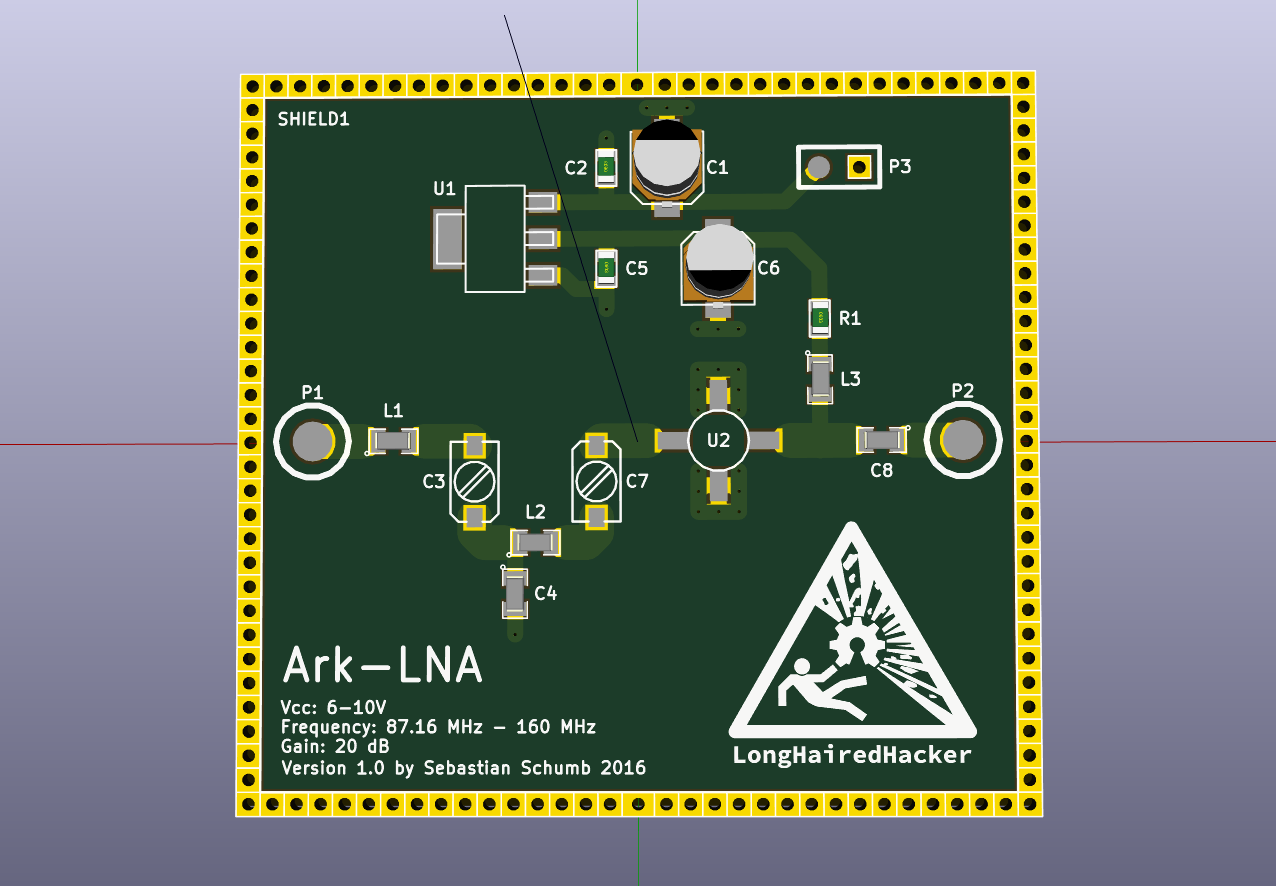 SHIELD1
C2
C1
P3
U1
C5
C6
R1
L3
P1
L1
P2
U2
C3
C7
C8
L2
C4
Ark-LNA
Vcc: 6-10V
Frequency: 87.16 MHz - 160 MHz
Gain: 20 dB
Version 1.0 by Sebastian Schumb 2016
LongHairedHacker